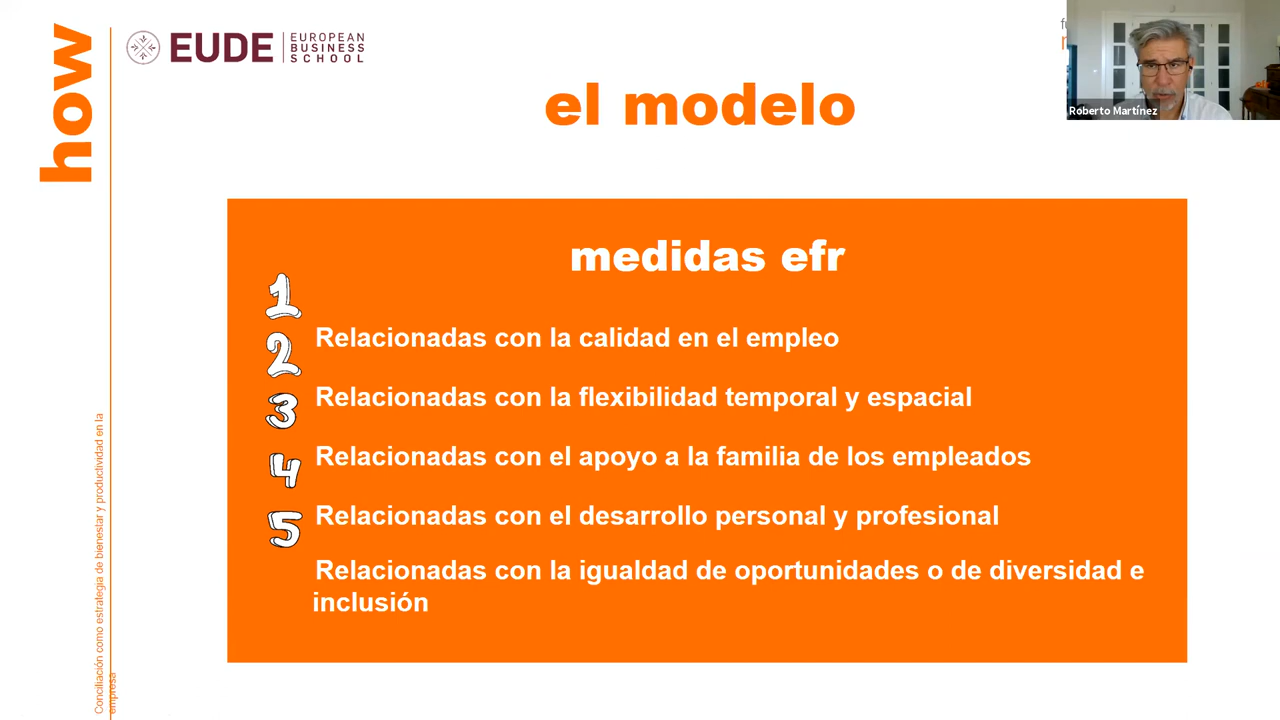 how
EUDE
EUROPEAN
BUSINESS
SCHOOL
el modelo
Roberto Martínez
medidas efr
1
Relacionadas con la calidad en el empleo
2
Relacionadas con la flexibilidad temporal y espacial
3
Relacionadas con el apoyo a la familia de los empleados
4
Relacionadas con el desarrollo personal y profesional
5
Relacionadas con la igualdad de oportunidades o de diversidad e
inclusión
Conciliación como estrategia de bienestar y productividad en la
empresa